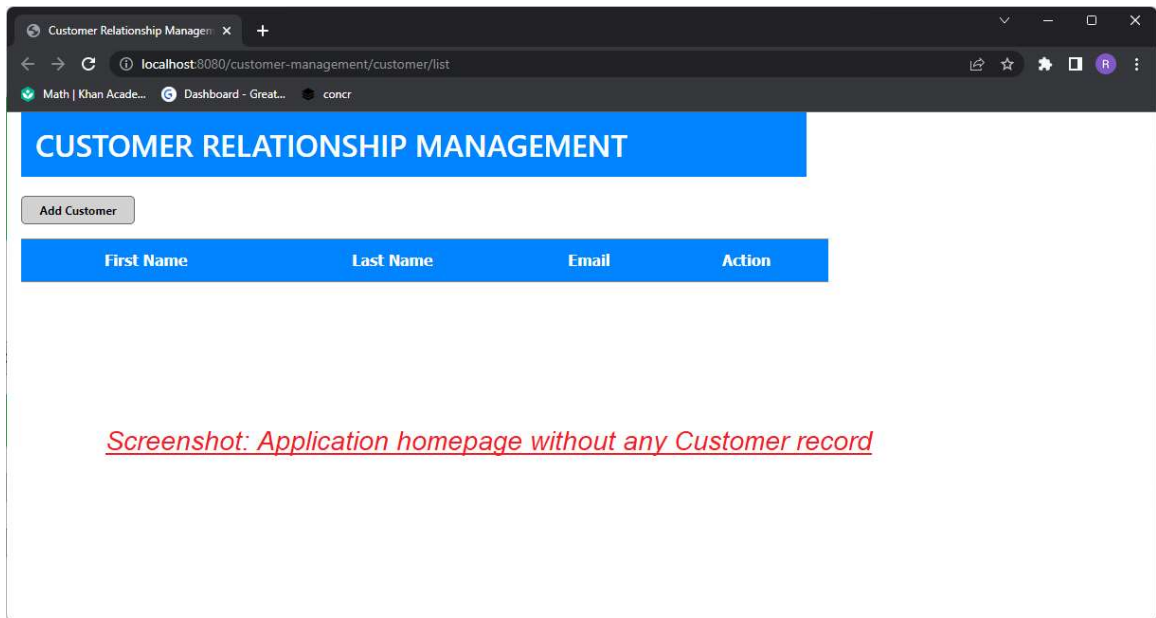 Customer Relationship Managem
localhost:8080/customer-management/customer/list
R
Math | Khan Acade... Dashboard - Great... concr
CUSTOMER RELATIONSHIP MANAGEMENT
Add Customer
First Name Last Name Email Action
Screenshot: Application homepage without any Customer record